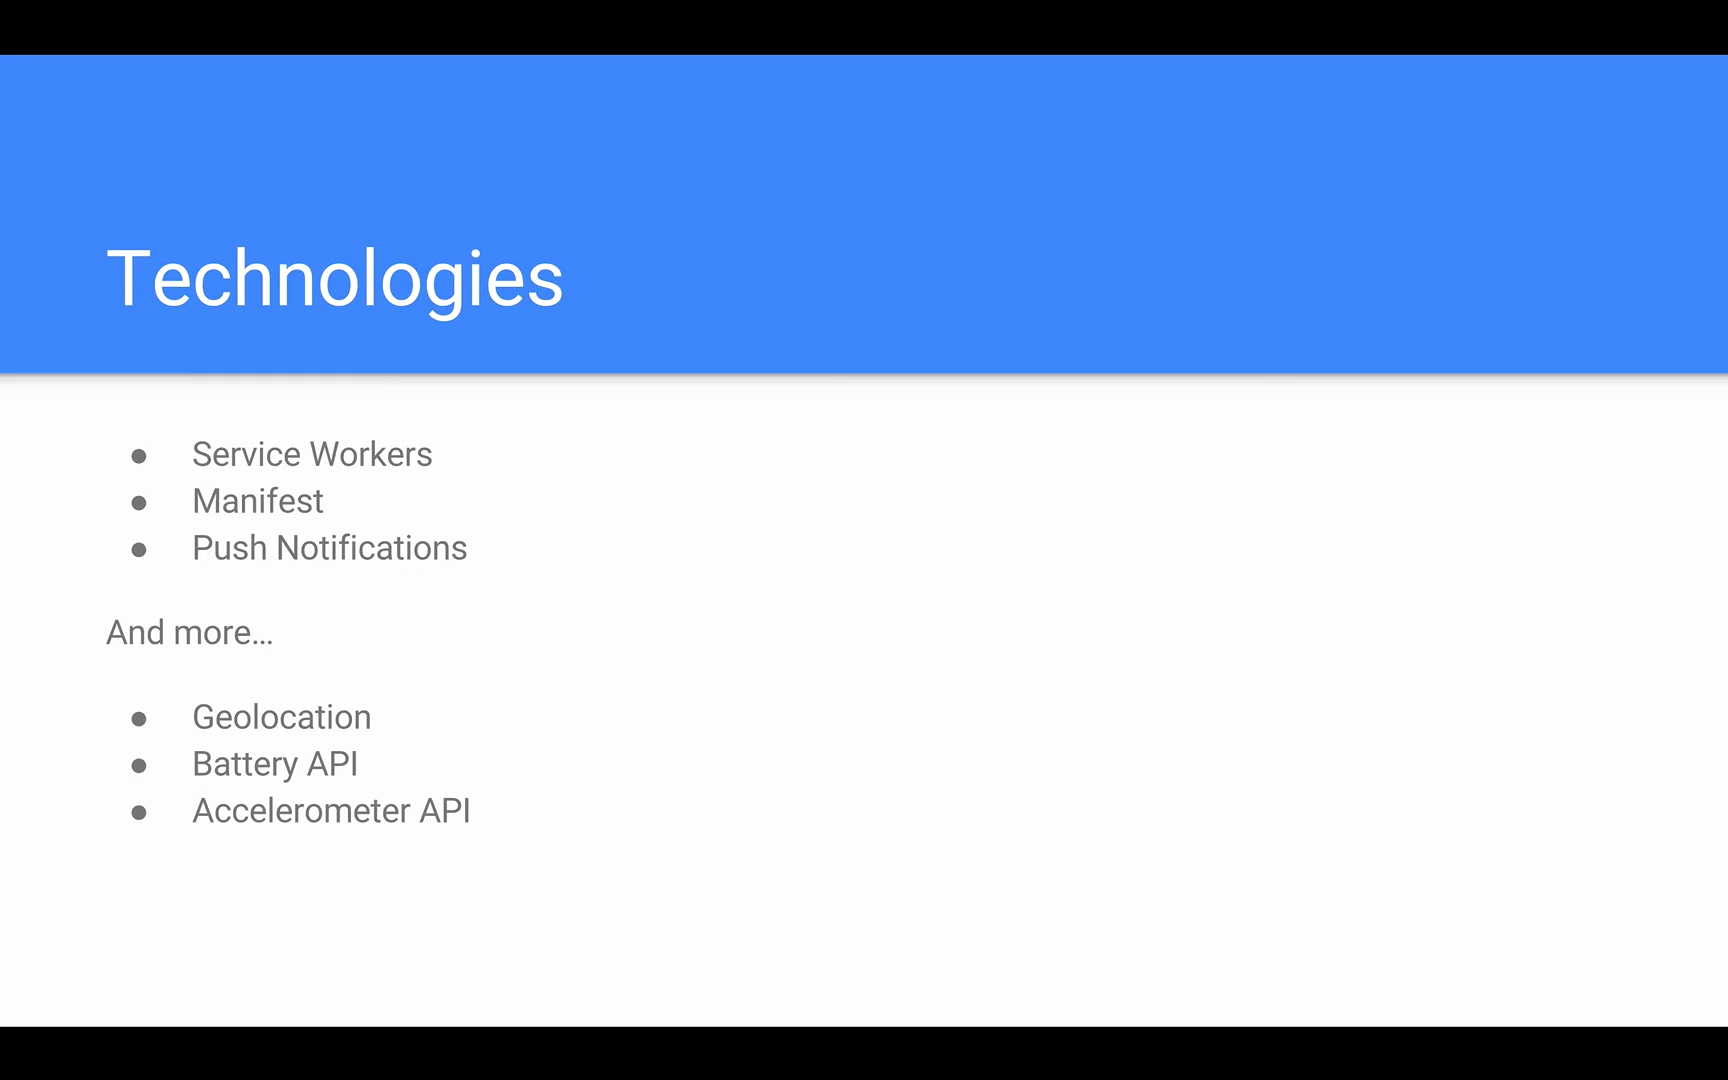 Technologies
● Service Workers
● Manifest
● Push Notifications
And more...
● Geolocation
● Battery API
● Accelerometer API